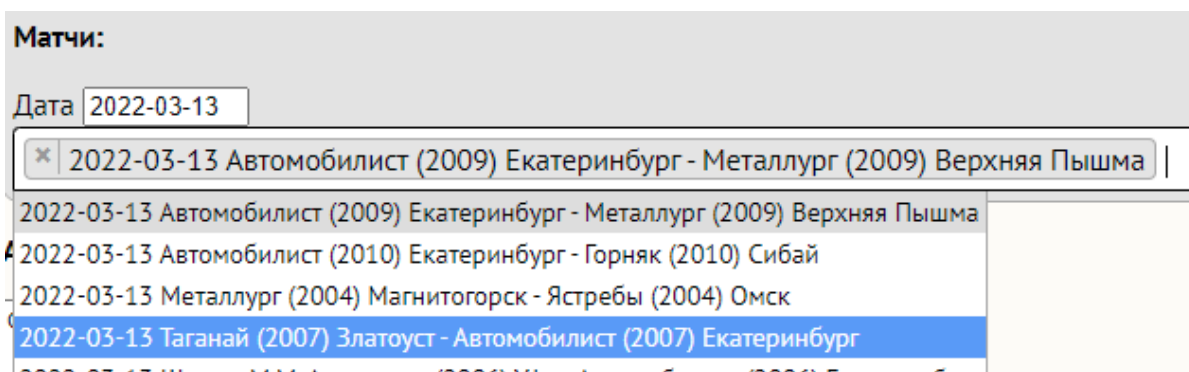 Матчи:
Дата 2022-03-13
× 2022-03-13 Автомобилист (2009) Екатеринбург - Металлург (2009) Верхняя Пышма
2022-03-13 Автомобилист (2009) Екатеринбург - Металлург (2009) Верхняя Пышма
2022-03-13 Автомобилист (2010) Екатеринбург - Горняк (2010) Сибай
2022-03-13 Металлург (2004) Магнитогорск - Ястребы (2004) Омск
2022-03-13 Таганай (2007) Златоуст - Автомобилист (2007) Екатеринбург